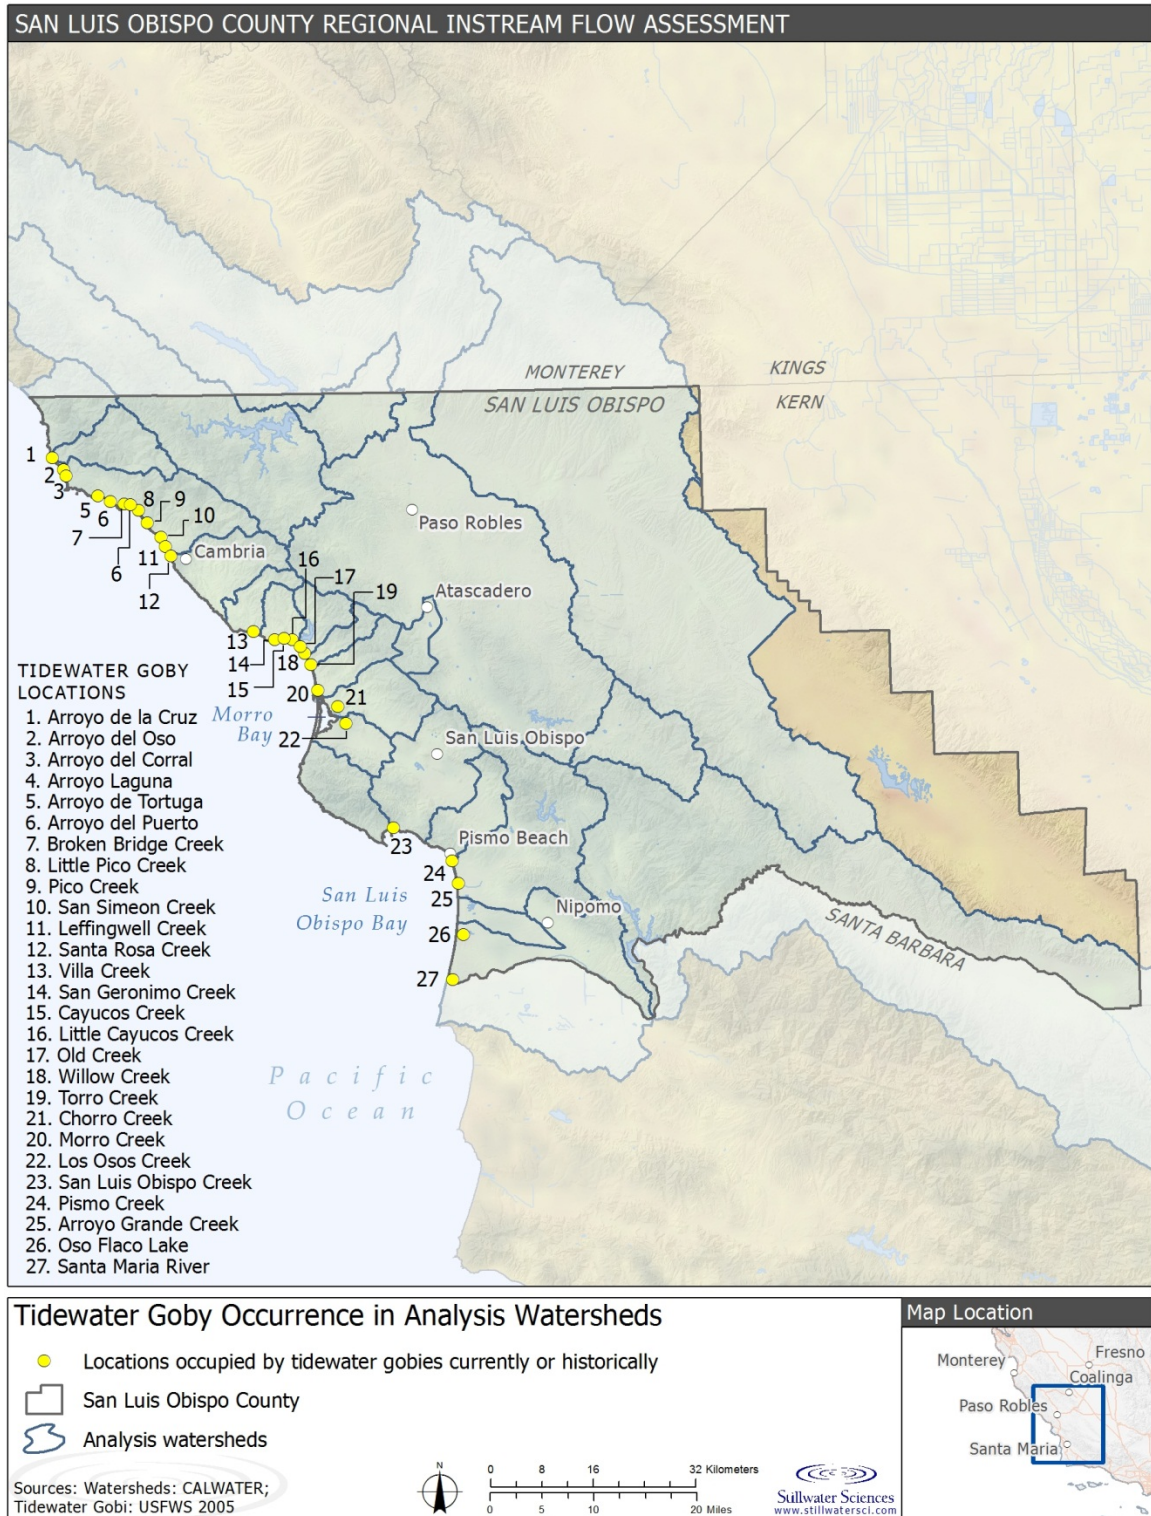 SAN LUIS OBISPO COUNTY REGIONAL INSTREAM FLOW ASSESSMENT
MONTEREY
SAN LUIS OBISPO
KINGS
KERN
1
2
3
5
6
7
6
8
9
10
11
12
Cambria
Paso Robles
Atascadero
16
17
19
13
14
15
18
20
21
22
Morro
Bay
San Luis Obispo
23
Pismo Beach
24
25
San Luis
Obispo Bay
Nipomo
26
27
SANTA BARBARA
Pacific
Ocean
TIDEWATER GOBY
LOCATIONS
1. Arroyo de la Cruz
2. Arroyo del Oso
3. Arroyo del Corral
4. Arroyo Laguna
5. Arroyo de Tortuga
6. Arroyo del Puerto
7. Broken Bridge Creek
8. Little Pico Creek
9. Pico Creek
10. San Simeon Creek
11. Leffingwell Creek
12. Santa Rosa Creek
13. Villa Creek
14. San Geronimo Creek
15. Cayucos Creek
16. Little Cayucos Creek
17. Old Creek
18. Willow Creek
19. Torro Creek
21. Chorro Creek
20. Morro Creek
22. Los Osos Creek
23. San Luis Obispo Creek
24. Pismo Creek
25. Arroyo Grande Creek
26. Oso Flaco Lake
27. Santa Maria River
Tidewater Goby Occurrence in Analysis Watersheds
Locations occupied by tidewater gobies currently or historically
San Luis Obispo County
Analysis watersheds
Sources: Watersheds: CALWATER;
Tidewater Gobi: USFWS 2005
N
0 8 16 32 Kilometers
0 5 10 20 Miles
Stillwater Sciences
www.stillwatersci.com
Map Location
Monterey
Fresno
Coalinga
Paso Robles
Santa Maria